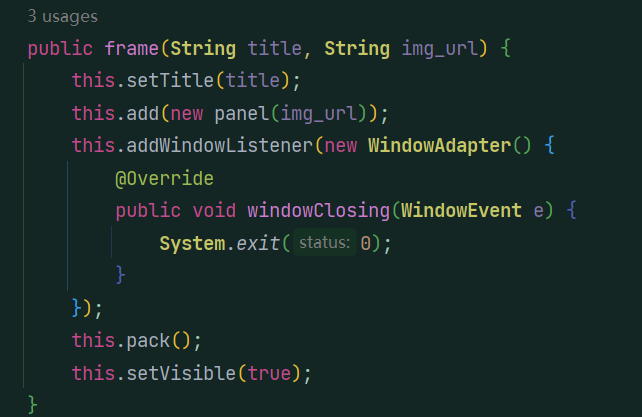 3 usages
public frame(String title, String img_url) {
this.setTitle(title);
this.add(new panel(img_url));
this.addWindowListener(new WindowAdapter() {
@Override
public void windowClosing(WindowEvent e) {
System.exit( status: 0);
}
});
this.pack();
this.setVisible(true);
}